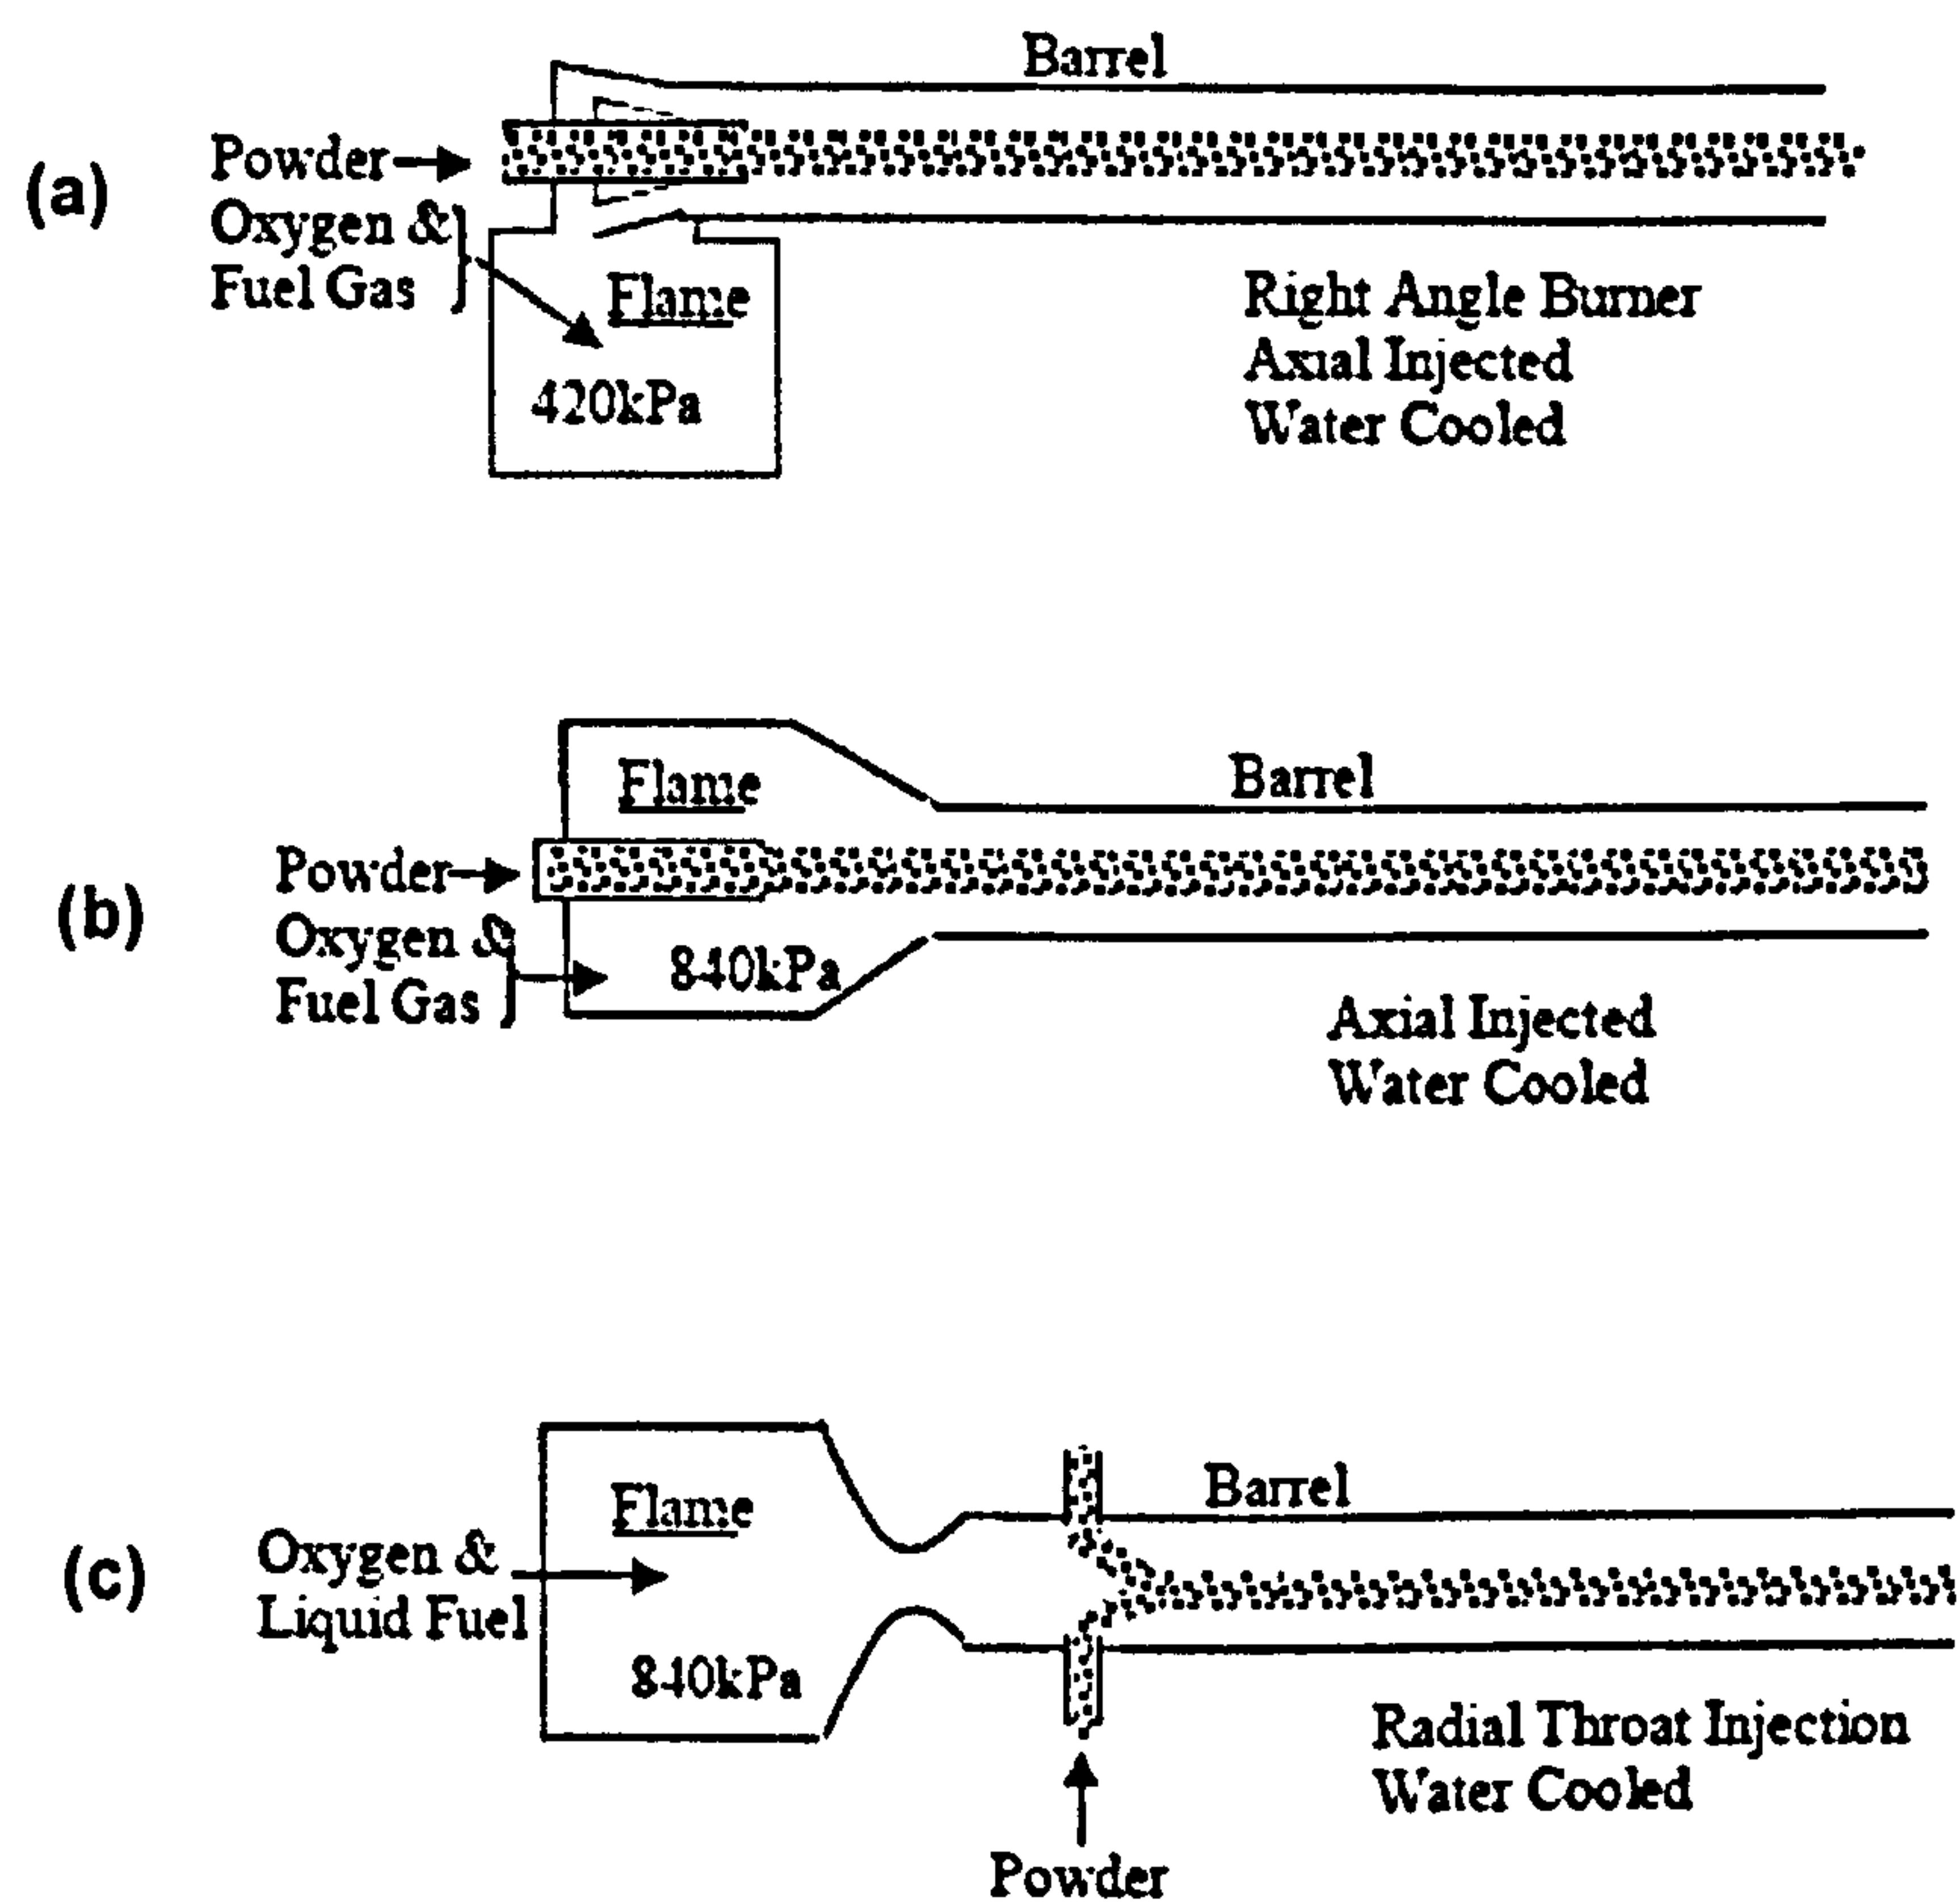 (a)
Barrel
Powder
Oxygen &
Fuel Gas
Flame
420kPa
Right Angle Burner
Axial Injected
Water Cooled
(b)
Flame
Barrel
Powder
Oxygen &
Fuel Gas
840kPa
Axial Injected
Water Cooled
(c)
Flame
Barrel
Oxygen &
Liquid Fuel
840kPa
Radial Throat Injection
Water Cooled
Powder